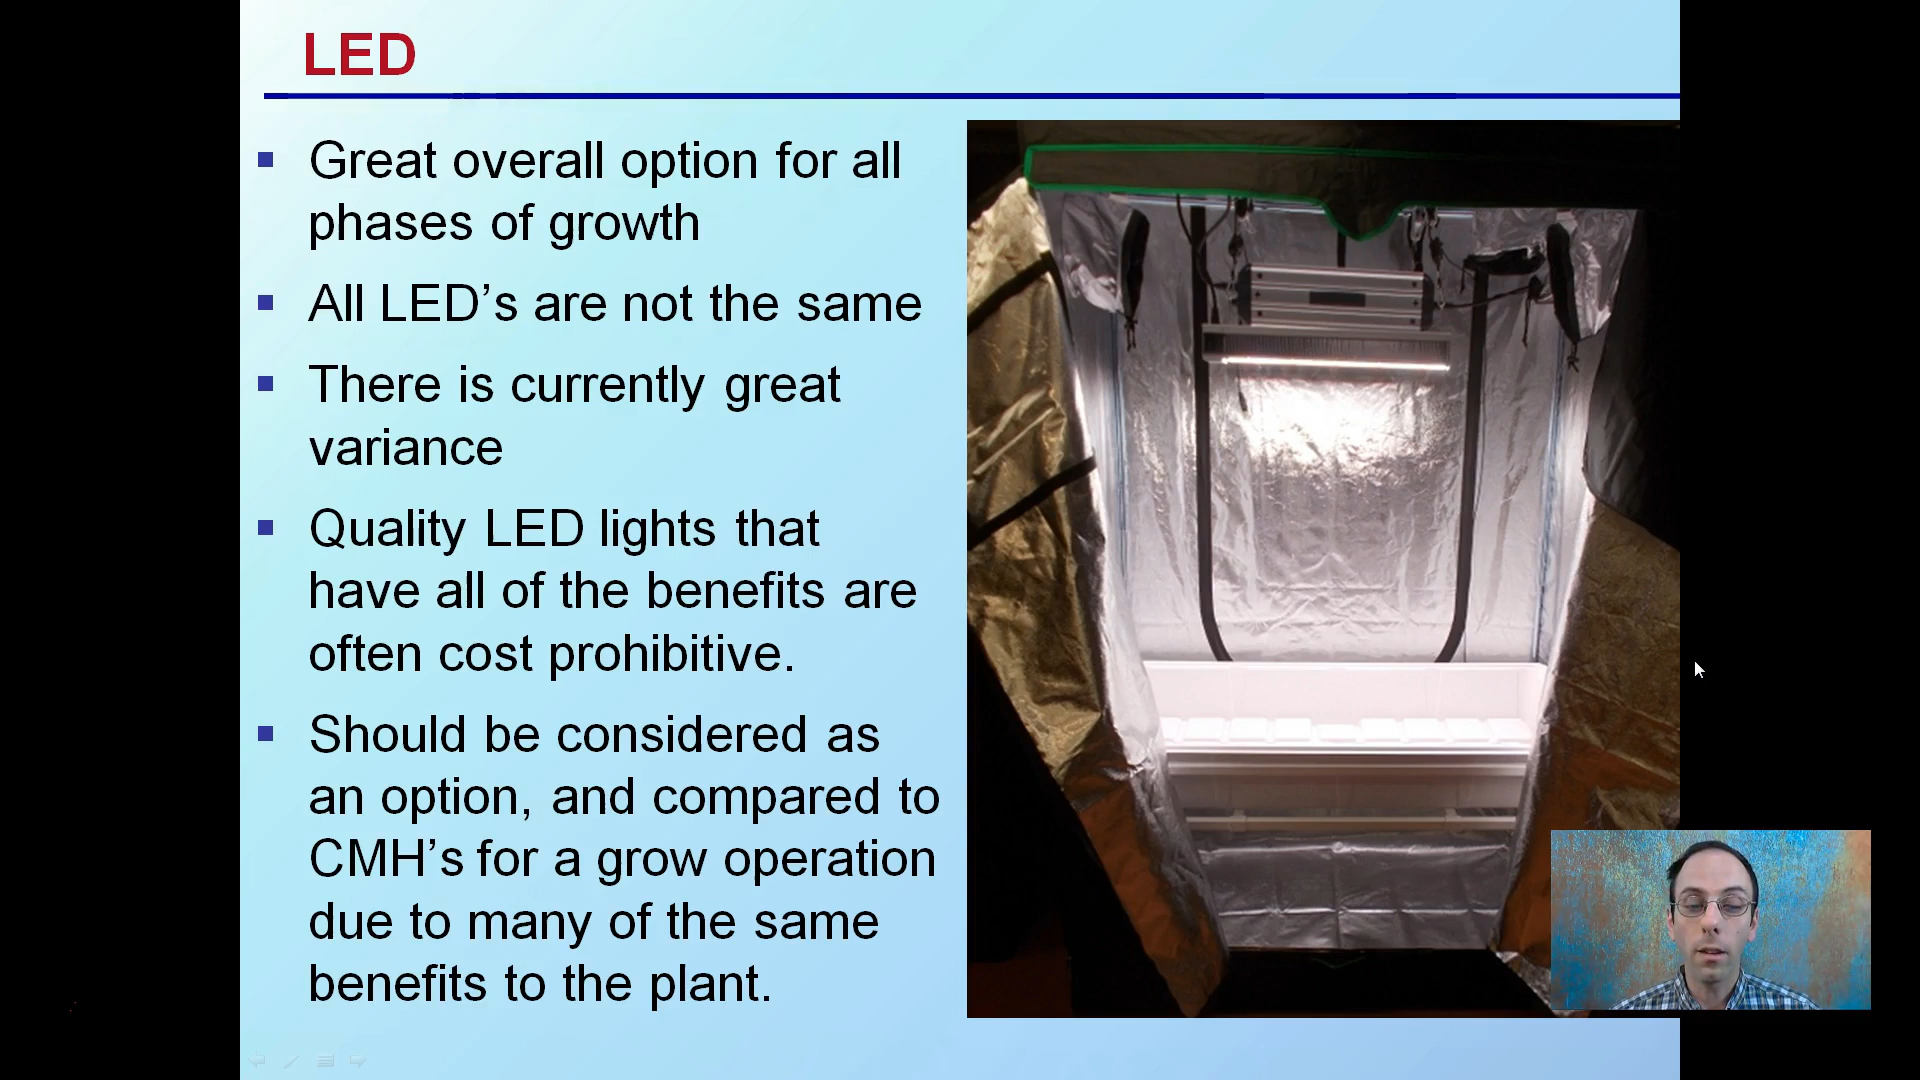 LED
Great overall option for all
phases of growth
All LED’s are not the same
There is currently great
variance
Quality LED lights that
have all of the benefits are
often cost prohibitive.
Should be considered as
an option, and compared to
CMH’s for a grow operation
due to many of the same
benefits to the plant.